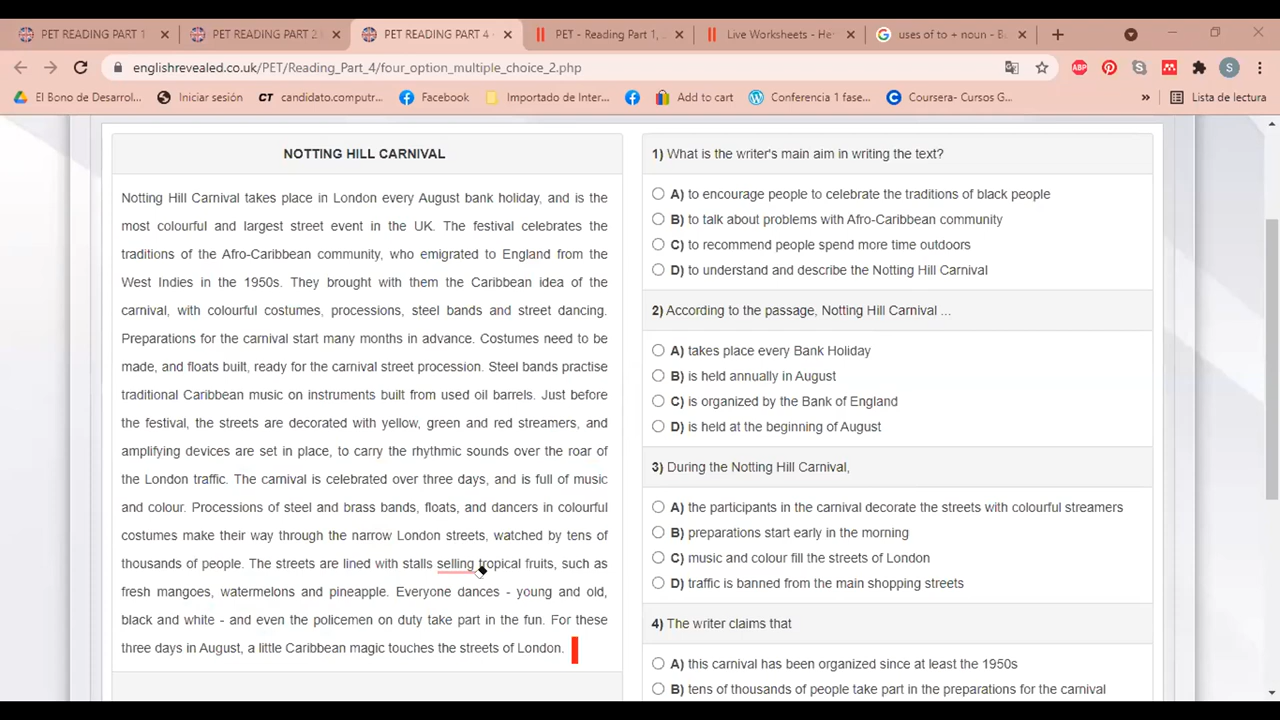 PET READING PART 1
PET READING PART 2
PET READING PART 4
PET - Reading Part 1,
Live Worksheets - He
uses of to + noun - B
englishrevealed.co.uk/PET/Reading_Part_4/four_option_multiple_choice_2.php
ABP
S
El Bono de Desarrol...
Iniciar sesión
CT candidato.computr...
Facebook
Importado de Inter...
Add to cart
Conferencia 1 fase...
Coursera- Cursos G...
»
Lista de lectura
NOTTING HILL CARNIVAL
Notting Hill Carnival takes place in London every August bank holiday, and is the
most colourful and largest street event in the UK. The festival celebrates the
traditions of the Afro-Caribbean community, who emigrated to England from the
West Indies in the 1950s. They brought with them the Caribbean idea of the
carnival, with colourful costumes, processions, steel bands and street dancing.
Preparations for the carnival start many months in advance. Costumes need to be
made, and floats built, ready for the carnival street procession. Steel bands practise
traditional Caribbean music on instruments built from used oil barrels. Just before
the festival, the streets are decorated with yellow, green and red streamers, and
amplifying devices are set in place, to carry the rhythmic sounds over the roar of
the London traffic. The carnival is celebrated over three days, and is full of music
and colour. Processions of steel and brass bands, floats, and dancers in colourful
costumes make their way through the narrow London streets, watched by tens of
thousands of people. The streets are lined with stalls selling tropical fruits, such as
fresh mangoes, watermelons and pineapple. Everyone dances - young and old,
black and white - and even the policemen on duty take part in the fun. For these
three days in August, a little Caribbean magic touches the streets of London.
1) What is the writer's main aim in writing the text?
A) to encourage people to celebrate the traditions of black people
B) to talk about problems with Afro-Caribbean community
C) to recommend people spend more time outdoors
D) to understand and describe the Notting Hill Carnival
2) According to the passage, Notting Hill Carnival ...
A) takes place every Bank Holiday
B) is held annually in August
C) is organized by the Bank of England
D) is held at the beginning of August
3) During the Notting Hill Carnival,
A) the participants in the carnival decorate the streets with colourful streamers
B) preparations start early in the morning
C) music and colour fill the streets of London
D) traffic is banned from the main shopping streets
4) The writer claims that
A) this carnival has been organized since at least the 1950s
B) tens of thousands of people take part in the preparations for the carnival